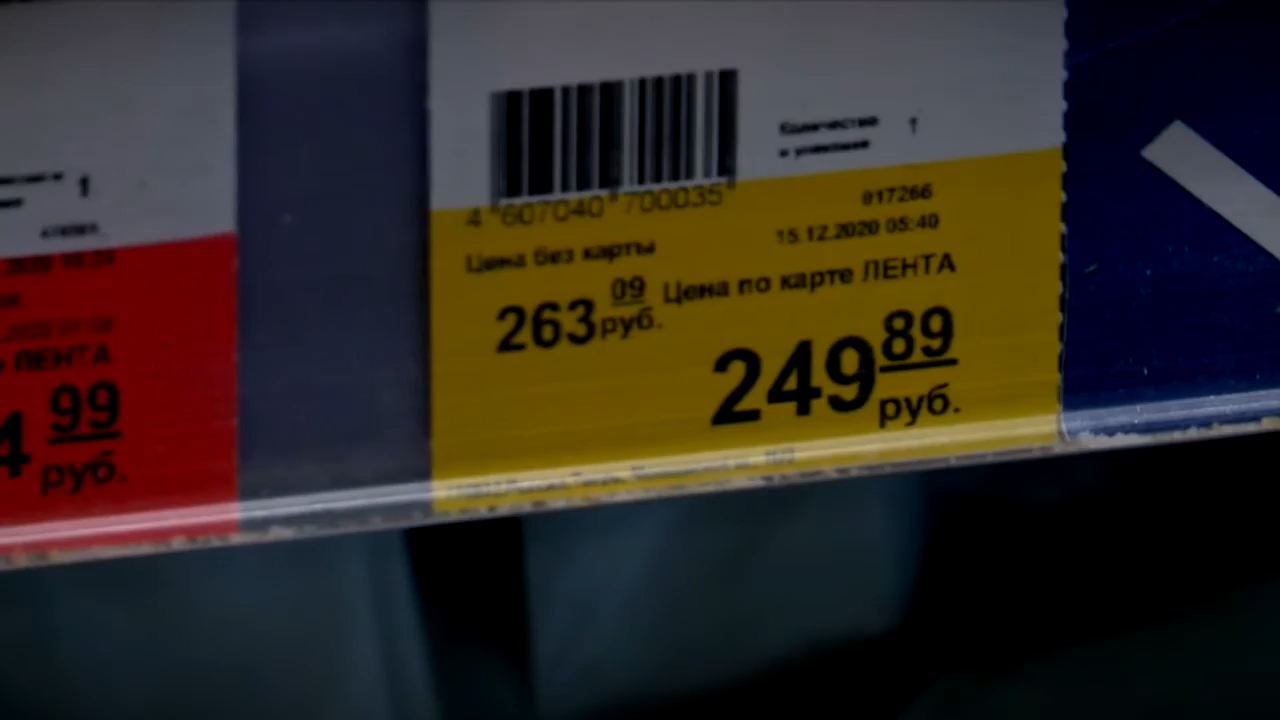 1
99
4
руб.
ЛЕНТА
Количество 1
в упаковке
4 607040 700035
017266
15.12.2020 05:40
Цена без карты
263 09 руб.
Цена по карте ЛЕНТА
249 89
руб.